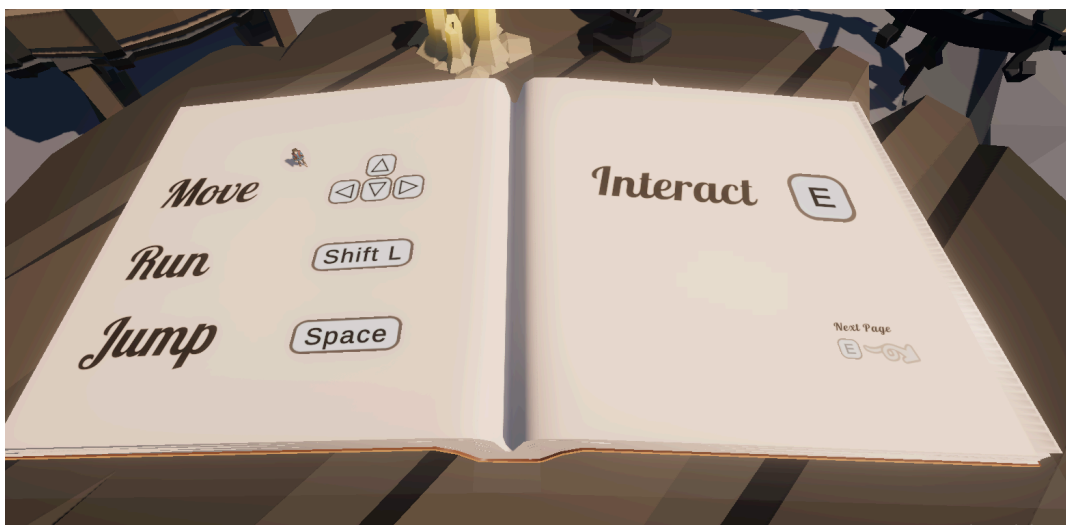 Move
Run Shift L
Jump Space
Interact E
Next Page
E